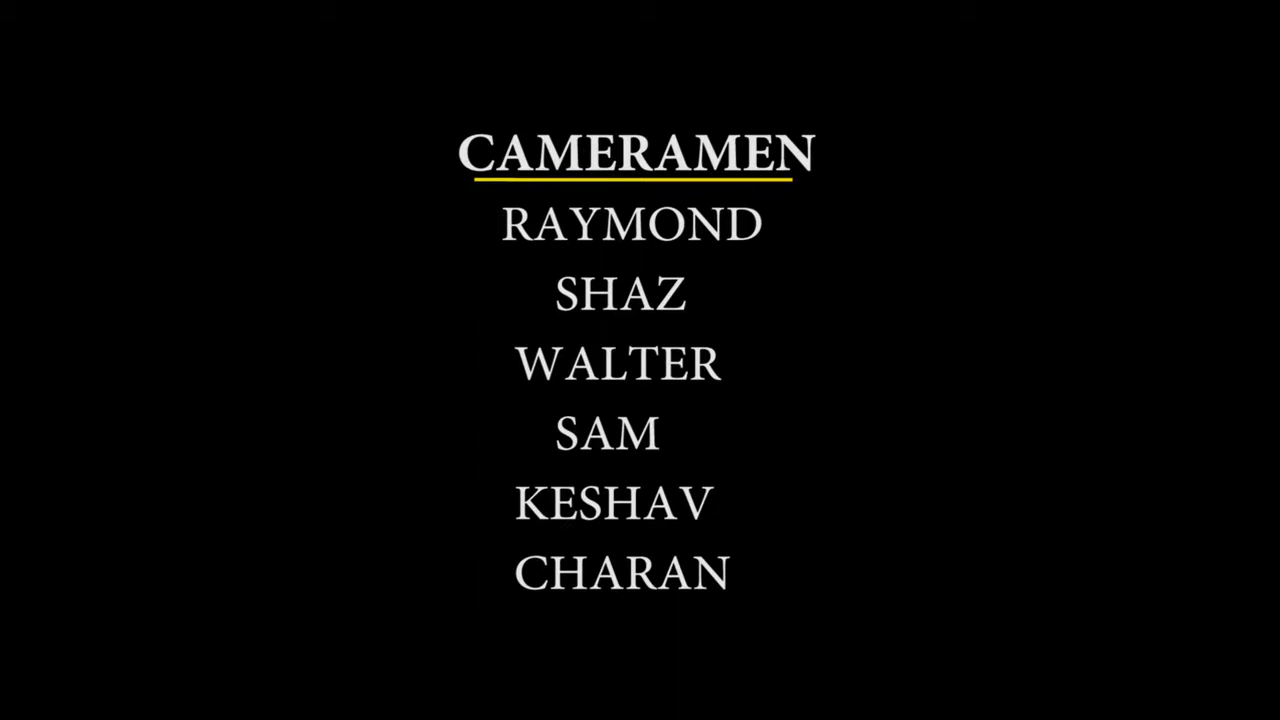 CAMERAMEN
RAYMOND
SHAZ
WALTER
SAM
KESHAV
CHARAN